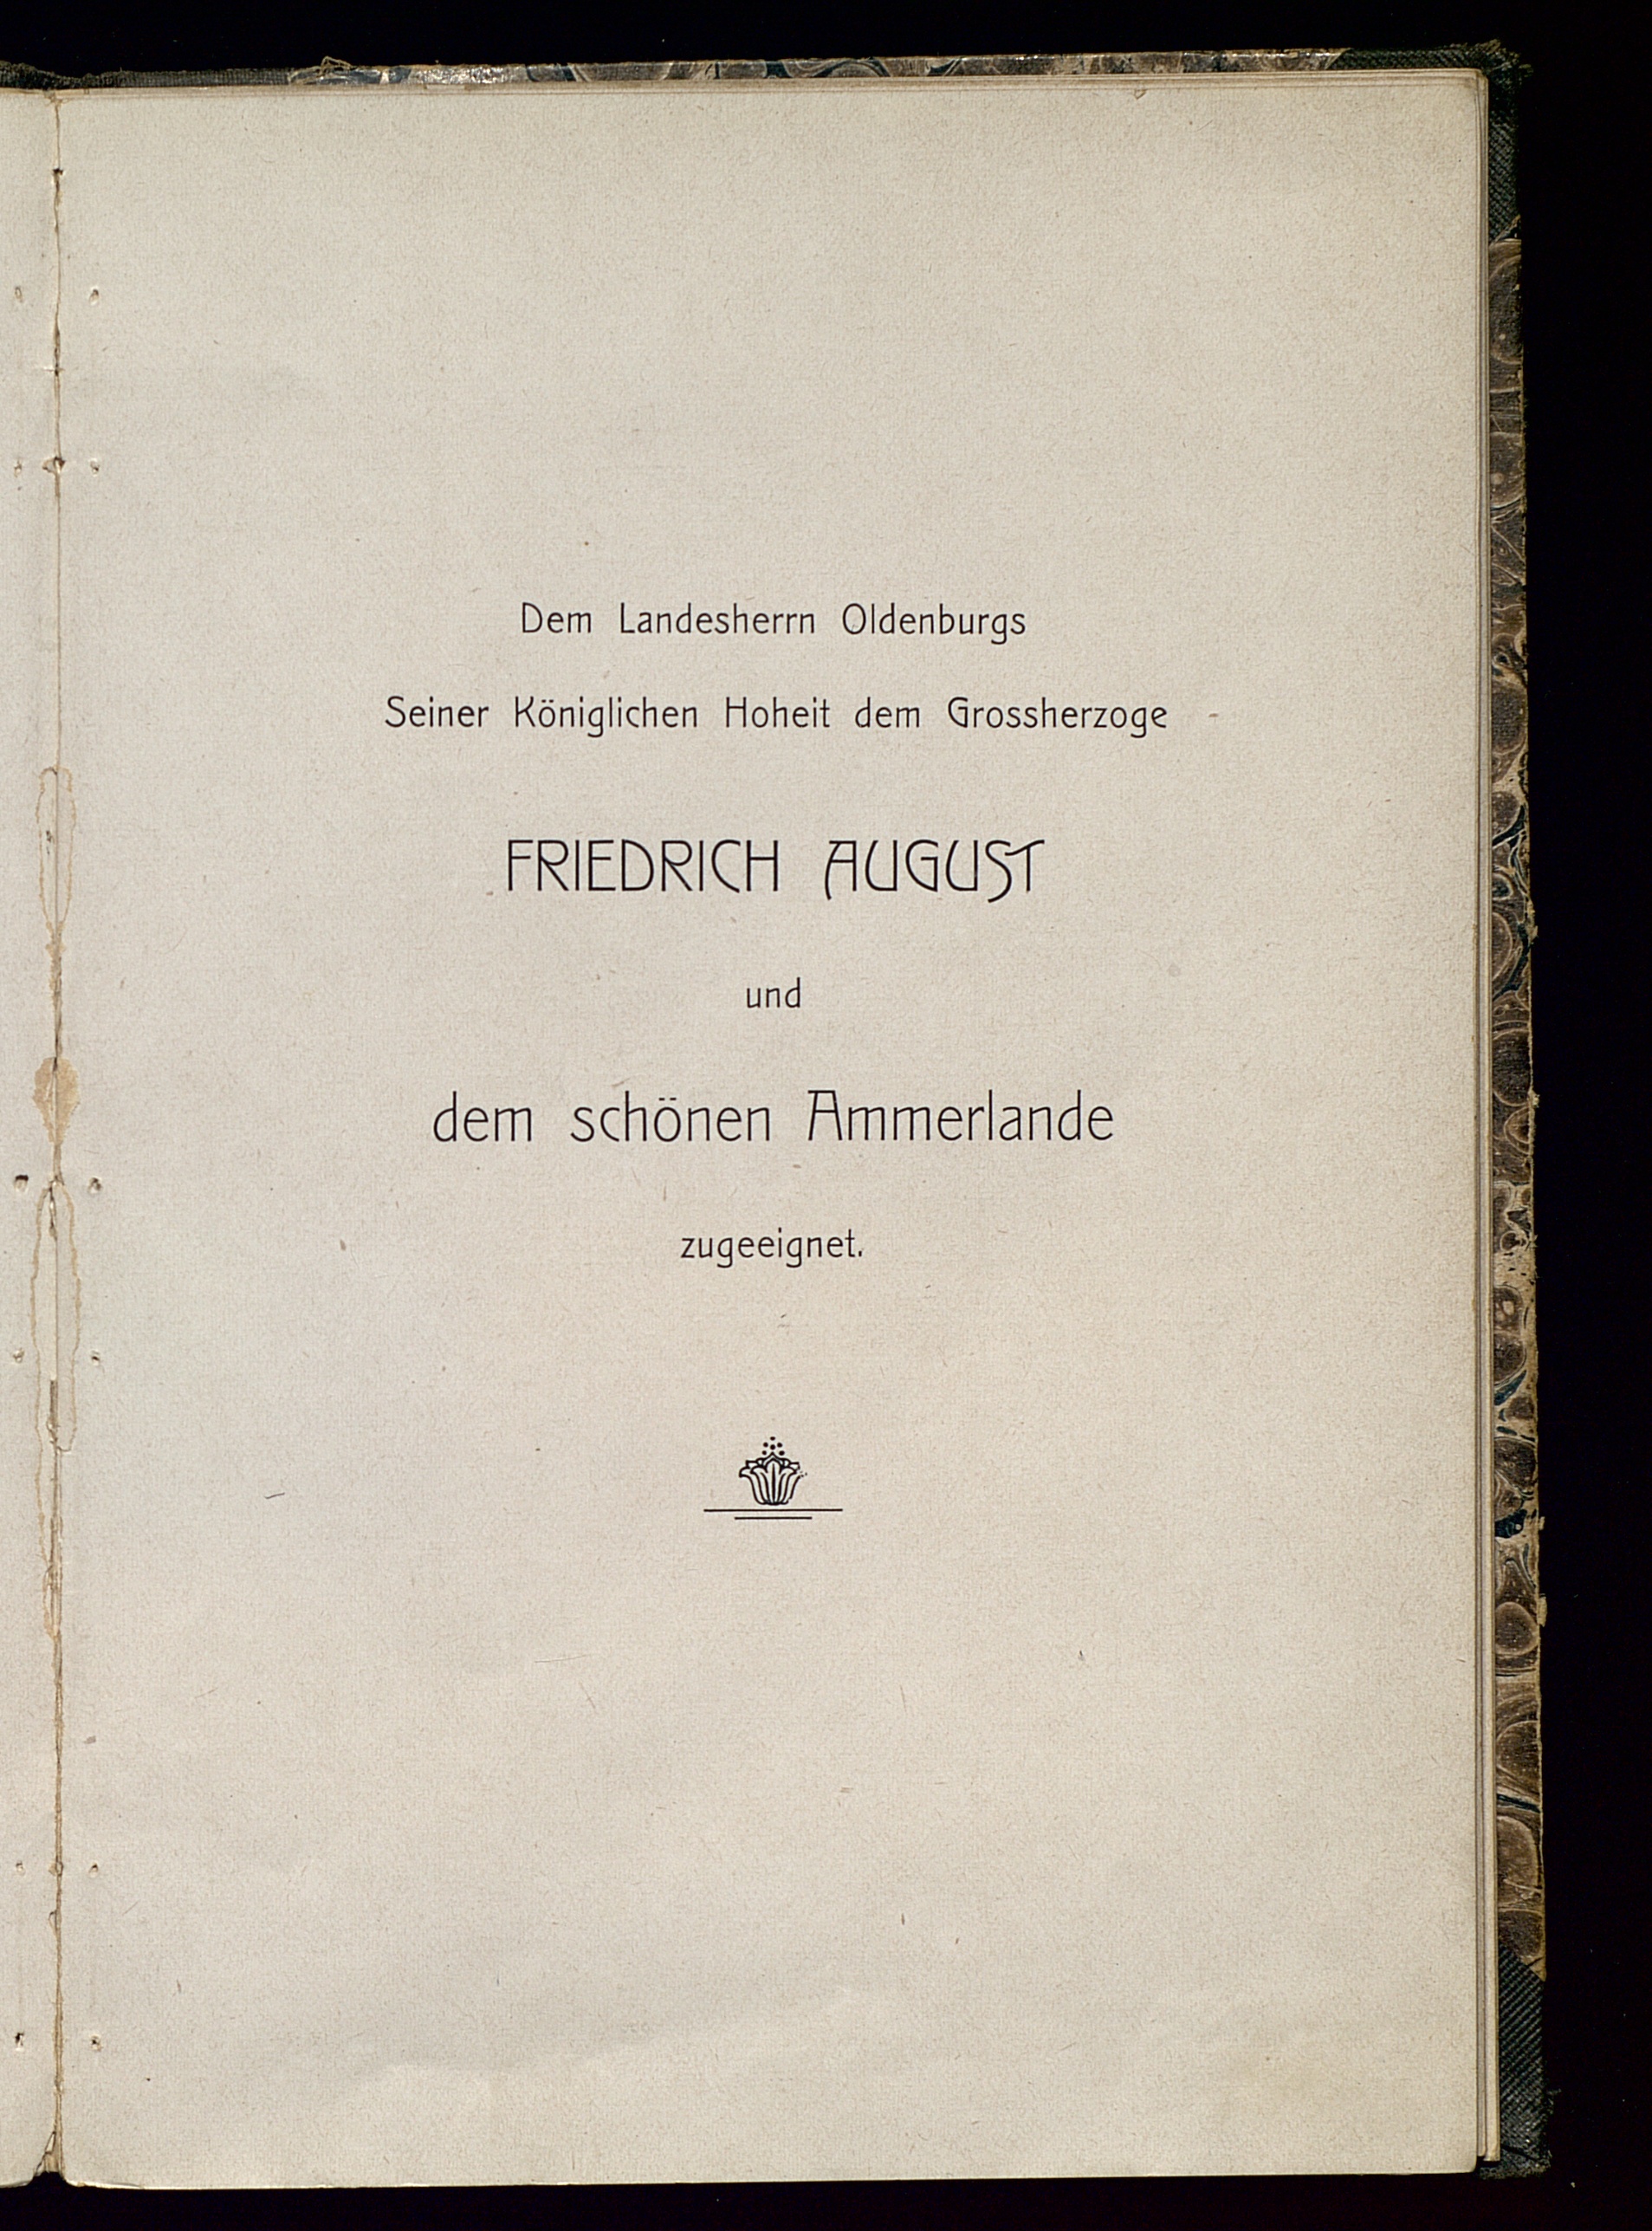 Dem Landesherrn Oldenburgs
Seiner Königlichen Hoheit dem Grossherzoge
FRIEDRICH AUGUST
und
dem schönen Ammerlande
zugeeignet.